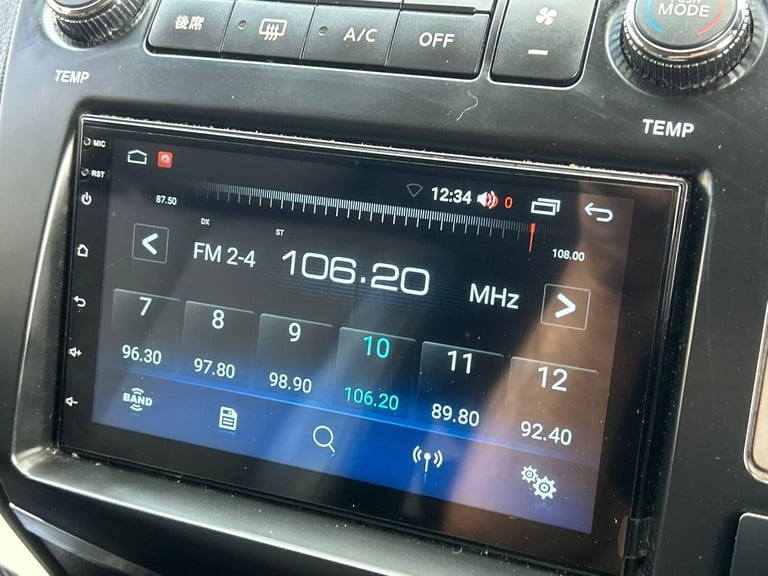 PUSH
MODE
後席
A/C
OFF
TEMP
TEMP
MIC
RST
12:34
0
87.50
108.00
DX
ST
FM 2-4
106.20
MHz
7
8
9
10
11
12
96.30
97.80
98.90
106.20
89.80
92.40
BAND